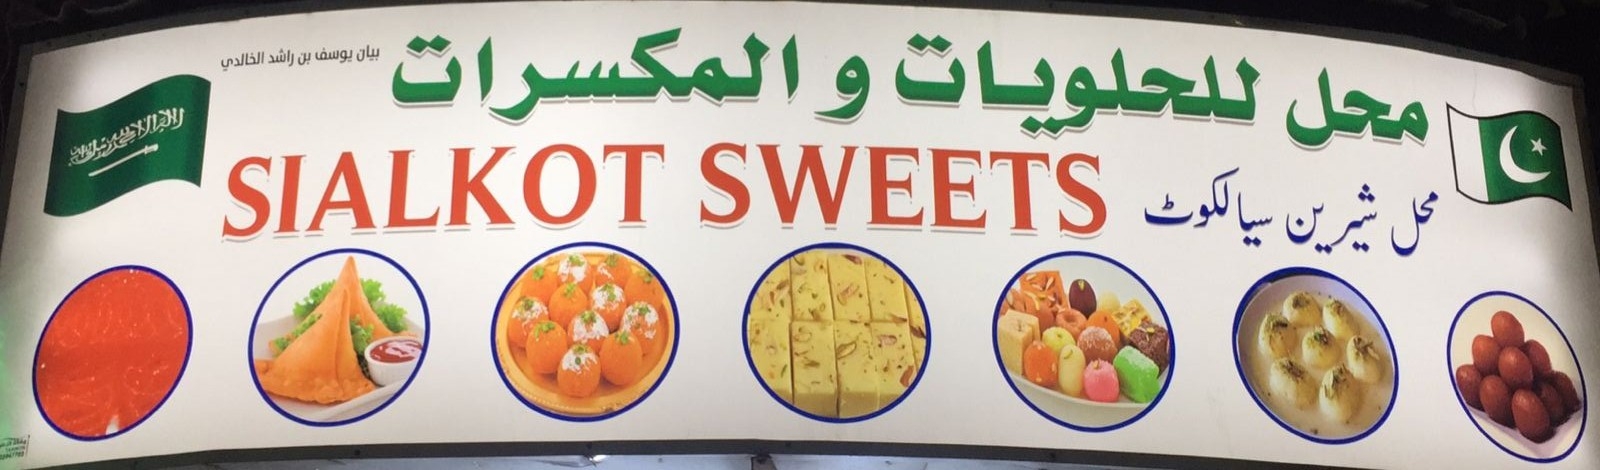 بيان يوسف بن راشد الخالدي
محل للحلويات و المكسرات
SIALKOT SWEETS
محل شیرین سیالکوٹ